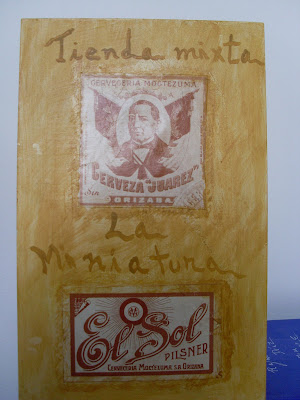 Tienda mixta
CERVECERIA MOCTEZUMA
CERVEZA "JUAREZ"
S/A
ORIZABA
La
Miniatura
El Sol
PILSNER
CERVECERIA MOCTEZUMA S.A. ORIZABA